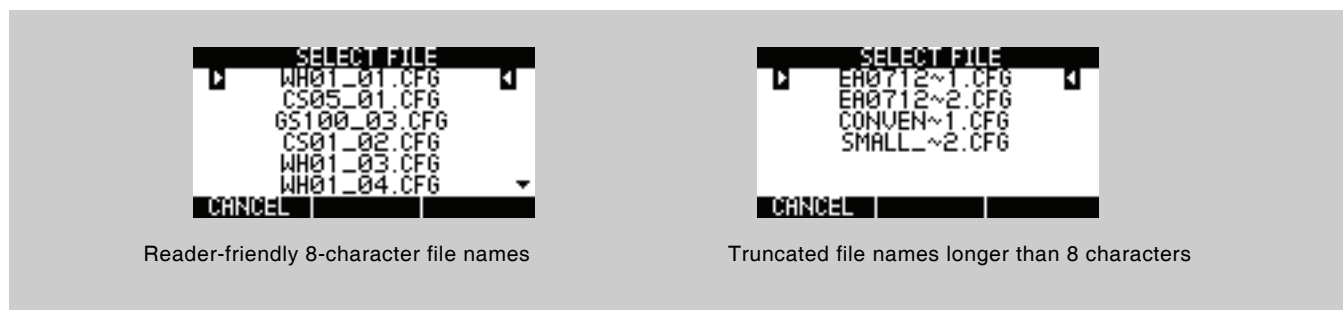 SELECT FILE
WH01_01.CFG
CS05_01.CFG
GS100_03.CFG
CS01_02.CFG
WH01_03.CFG
WH01_04.CFG
CANCEL
Reader-friendly 8-character file names
SELECT FILE
EA0712~1.CFG
EA0712~2.CFG
CONVEN~1.CFG
SMALL_~2.CFG
CANCEL
Truncated file names longer than 8 characters